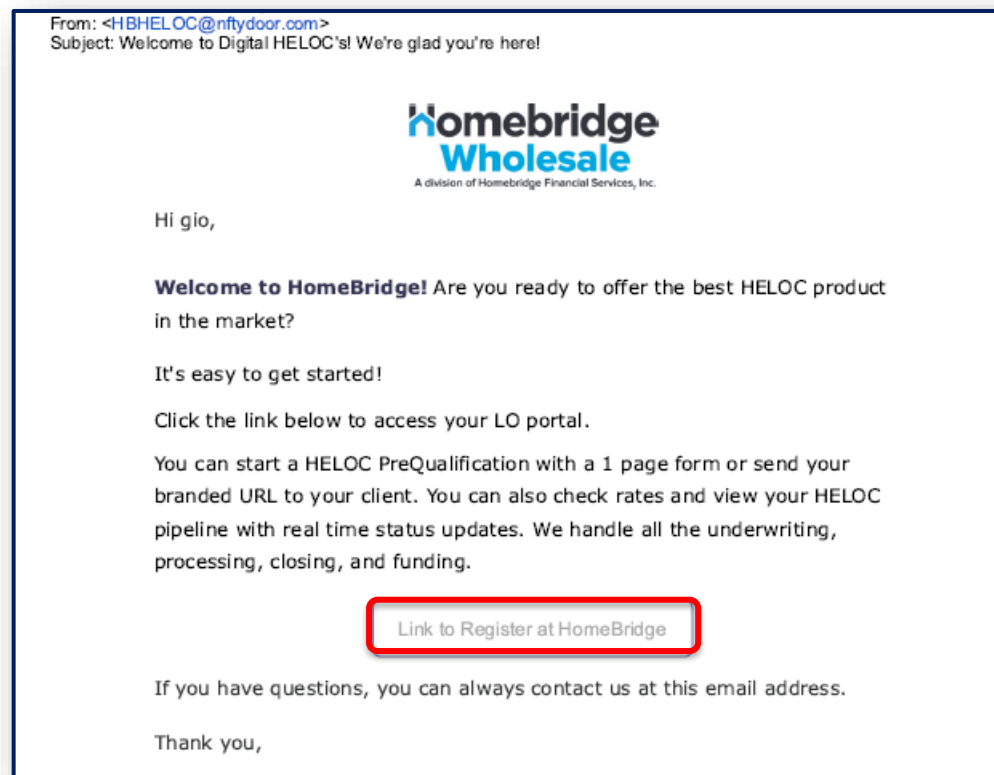 From: <HBHELOC@nftydoor.com>
Subject: Welcome to Digital HELOC's! We're glad you're here!
Homebridge
Wholesale
A division of Homebridge Financial Services, Inc.
Hi gio,
Welcome to HomeBridge! Are you ready to offer the best HELOC product
in the market?
It's easy to get started!
Click the link below to access your LO portal.
You can start a HELOC PreQualification with a 1 page form or send your
branded URL to your client. You can also check rates and view your HELOC
pipeline with real time status updates. We handle all the underwriting,
processing, closing, and funding.
Link to Register at HomeBridge
If you have questions, you can always contact us at this email address.
Thank you,